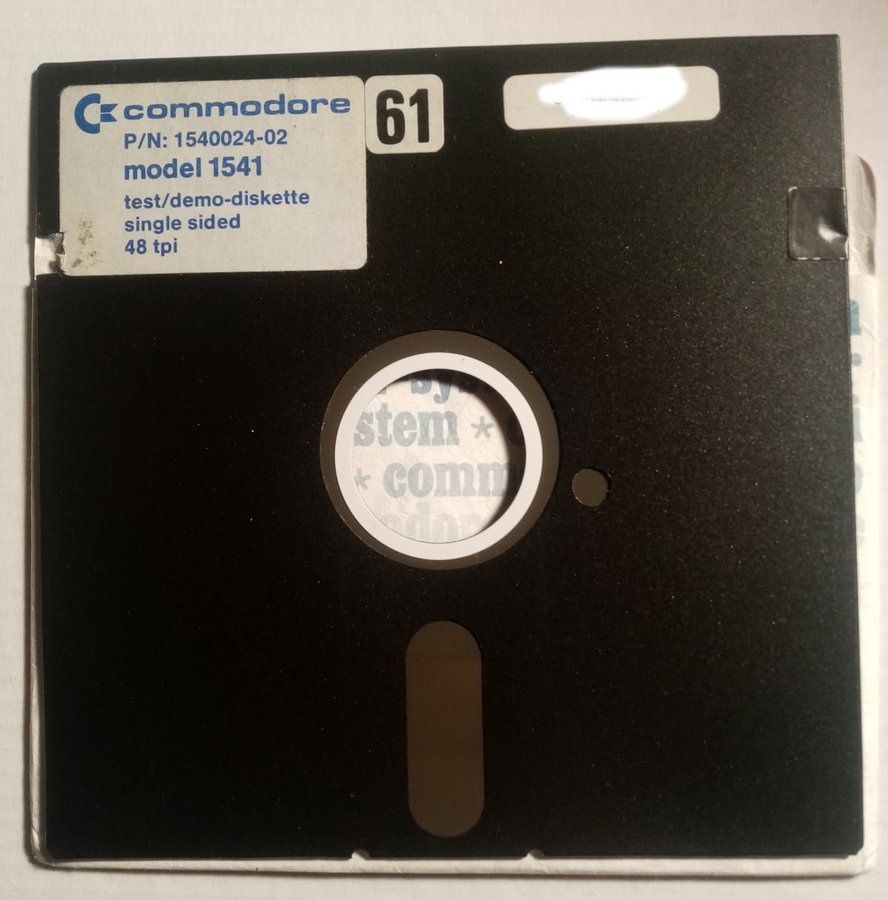 commodore
61
P/N: 1540024-02
model 1541
test/demo-diskette
single sided
48 tpi
stem *
* comm